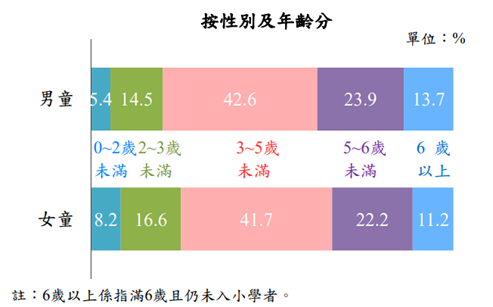 按性別及年齡分
單位：%
男童
5.4 14.5 42.6 23.9 13.7
0~2歲 2~3歲 3~5歲 5~6歲 6 歲
未滿 未滿 未滿 未滿 以上
女童
8.2 16.6 41.7 22.2 11.2
註：6歲以上係指滿6歲且仍未入小學者。